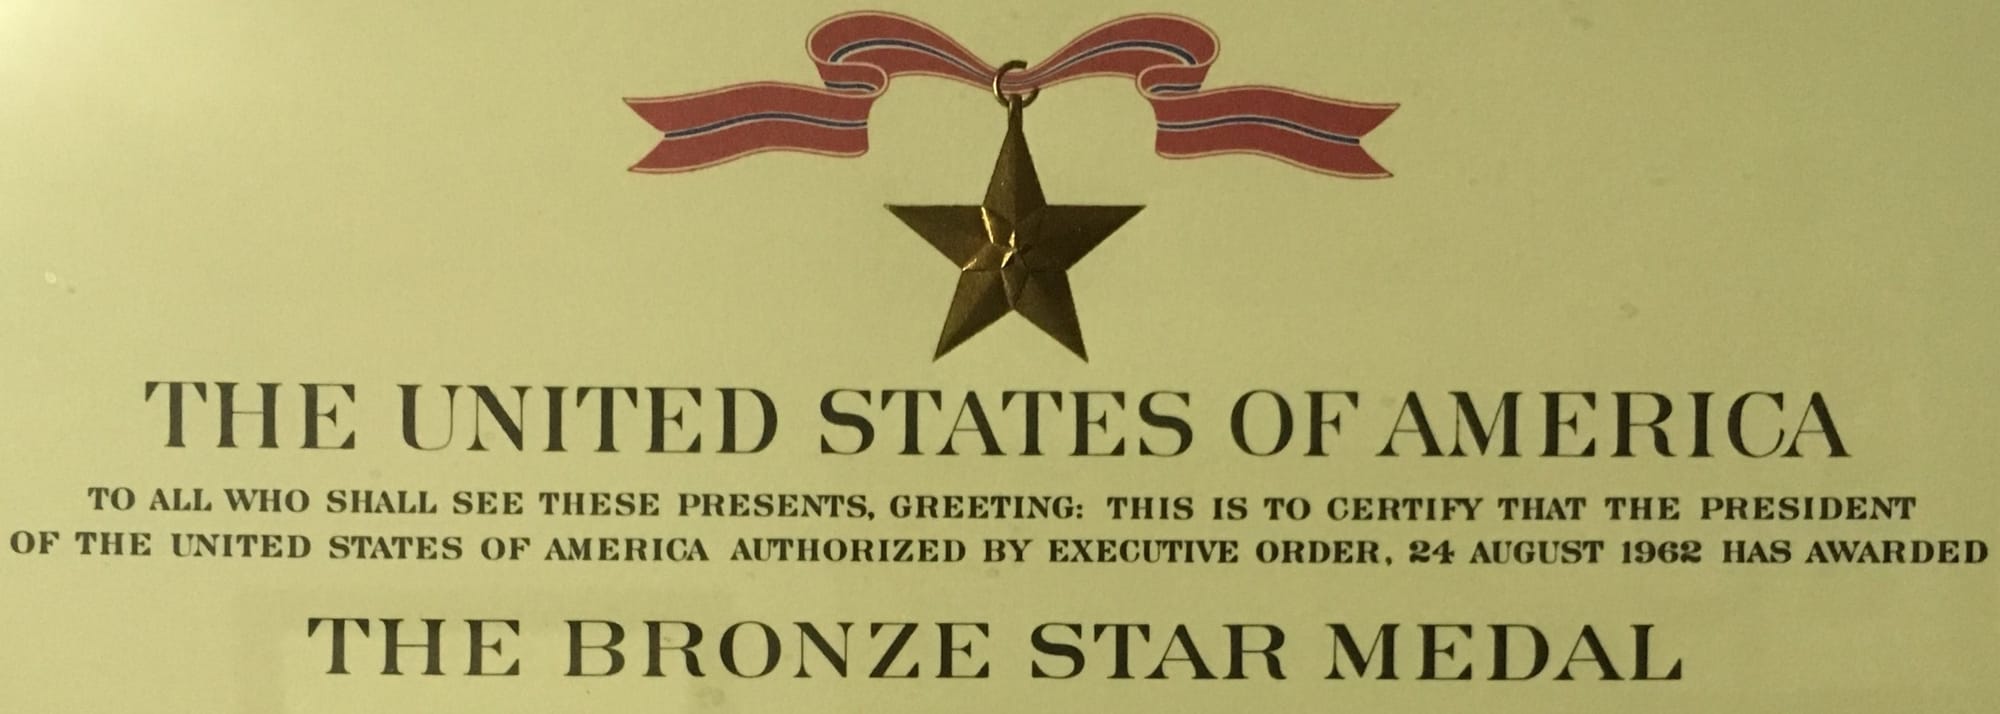 THE UNITED STATES OF AMERICA
TO ALL WHO SHALL SEE THESE PRESENTS, GREETING: THIS IS TO CERTIFY THAT THE PRESIDENT
OF THE UNITED STATES OF AMERICA AUTHORIZED BY EXECUTIVE ORDER, 24 AUGUST 1962 HAS AWARDED
THE BRONZE STAR MEDAL